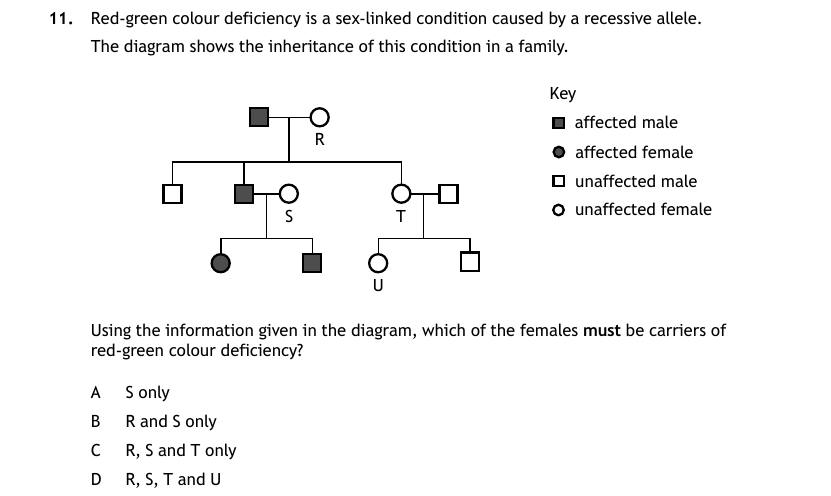 11. Red-green colour deficiency is a sex-linked condition caused by a recessive allele.
The diagram shows the inheritance of this condition in a family.
Key
affected male
R
affected female
unaffected male
unaffected female
S
T
U
Using the information given in the diagram, which of the females must be carriers of
red-green colour deficiency?
A S only
B R and S only
C R, S and T only
D R, S, T and U